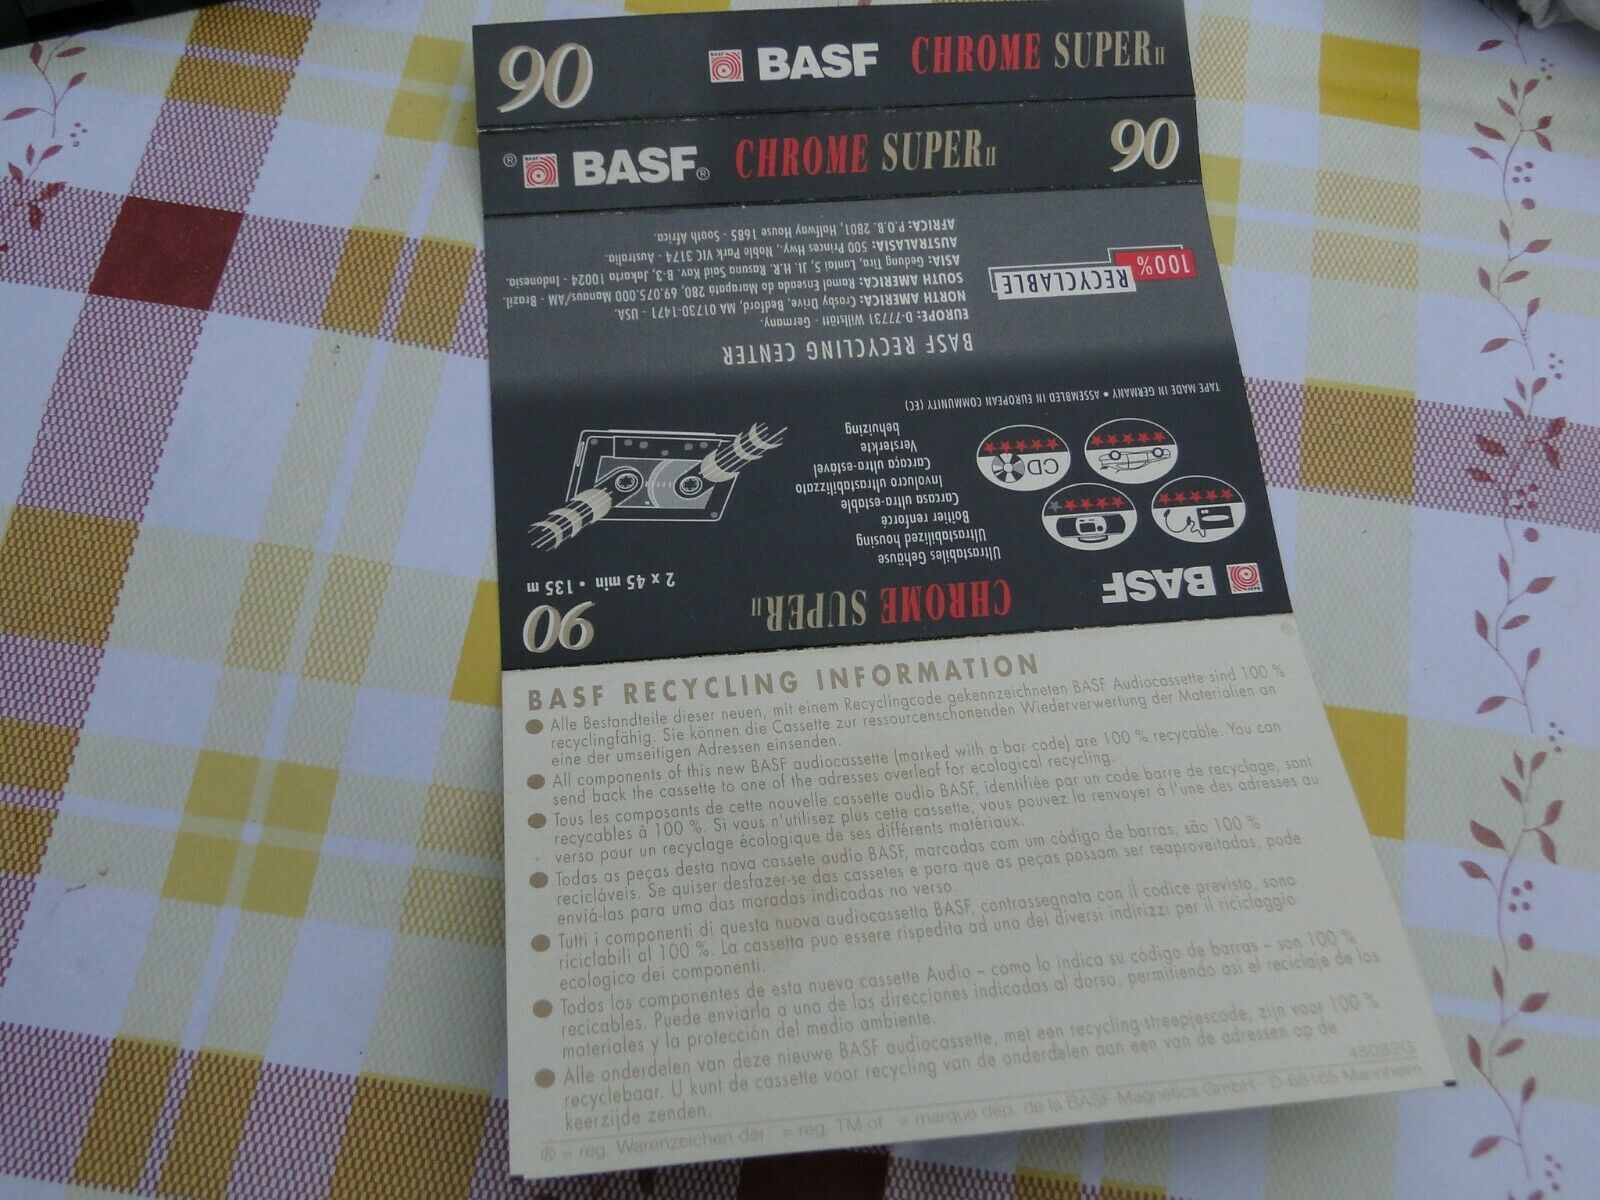 90 BASF CHROME SUPER II
® BASF® CHROME SUPER II 90
BASF CHROME SUPER II 90
2 x 45 min • 135 m
Ultrastabiles Gehäuse
Ultrastabilized housing
Boîtier renforcé
Carcasa ultra-estable
Involucro ultrastabilizzato
Carcaça ultra-estável
Versterkte
behuizing
CD
TAPE MADE IN GERMANY • ASSEMBLED IN EUROPEAN COMMUNITY (EC)
BASF RECYCLING CENTER
EUROPE: D-77731 Willstätt - Germany.
NORTH AMERICA: Crosby Drive, Bedford, MA 01730-1471 - USA.
SOUTH AMERICA: Ramal Enseada do Marapatá 280, 69.075.000 Manaus/AM - Brazil.
ASIA: Gedung Tira, Lantai 5, Jl. H.R. Rasuna Said Kav. B-3, Jakarta 10024 - Indonesia.
AUSTRALASIA: 500 Princes Hwy., Noble Park VIC 3174 - Australia.
AFRICA: P.O.B. 2801, Halfway House 1685 - South Africa.
100%
RECYCLABLE
BASF RECYCLING INFORMATION
● Alle Bestandteile dieser neuen, mit einem Recyclingcode gekennzeichneten BASF Audiocassette sind 100 %
recyclingfähig. Sie können die Cassette zur ressourcenschonenden Wiederverwertung der Materialien an
eine der umseitigen Adressen einsenden.
● All components of this new BASF audiocassette (marked with a bar code) are 100 % recycable. You can
send back the cassette to one of the adresses overleaf for ecological recycling.
● Tous les composants de cette nouvelle cassette audio BASF, identifiée par un code barre de recyclage, sont
recycables à 100 %. Si vous n'utilisez plus cette cassette, vous pouvez la renvoyer à l'une des adresses au
verso pour un recyclage écologique de ses différents matériaux.
● Todas as peças desta nova cassete audio BASF, marcadas com um código de barras, são 100 %
recicláveis. Se quiser desfazer-se das cassetes e para que as peças possam ser reaproveitadas, pode
enviá-las para uma das moradas indicadas no verso.
● Tutti i componenti di questa nuova audiocassetta BASF, contrassegnata con il codice previsto, sono
riciclabili al 100 %. La cassetta puo essere rispedita ad uno dei diversi indirizzi per il riciclaggio
ecologico dei componenti.
● Todos los componentes de esta nueva cassette Audio – como lo indica su código de barras – son 100 %
recicables. Puede enviarla a una de las direcciones indicadas al dorso, permitiendo asi el reciclaje de los
materiales y la protección del medio ambiente.
● Alle onderdelen van deze nieuwe BASF audiocassette, met een recycling-streepjescode, zijn voor 100 %
recyclebaar. U kunt de cassette voor recycling van de onderdelen aan een van de adressen op de
keerzijde zenden.
48082G
® = reg. Warenzeichen der = reg. TM of = marque dép. de la BASF Magnetics GmbH D-68165 Mannheim